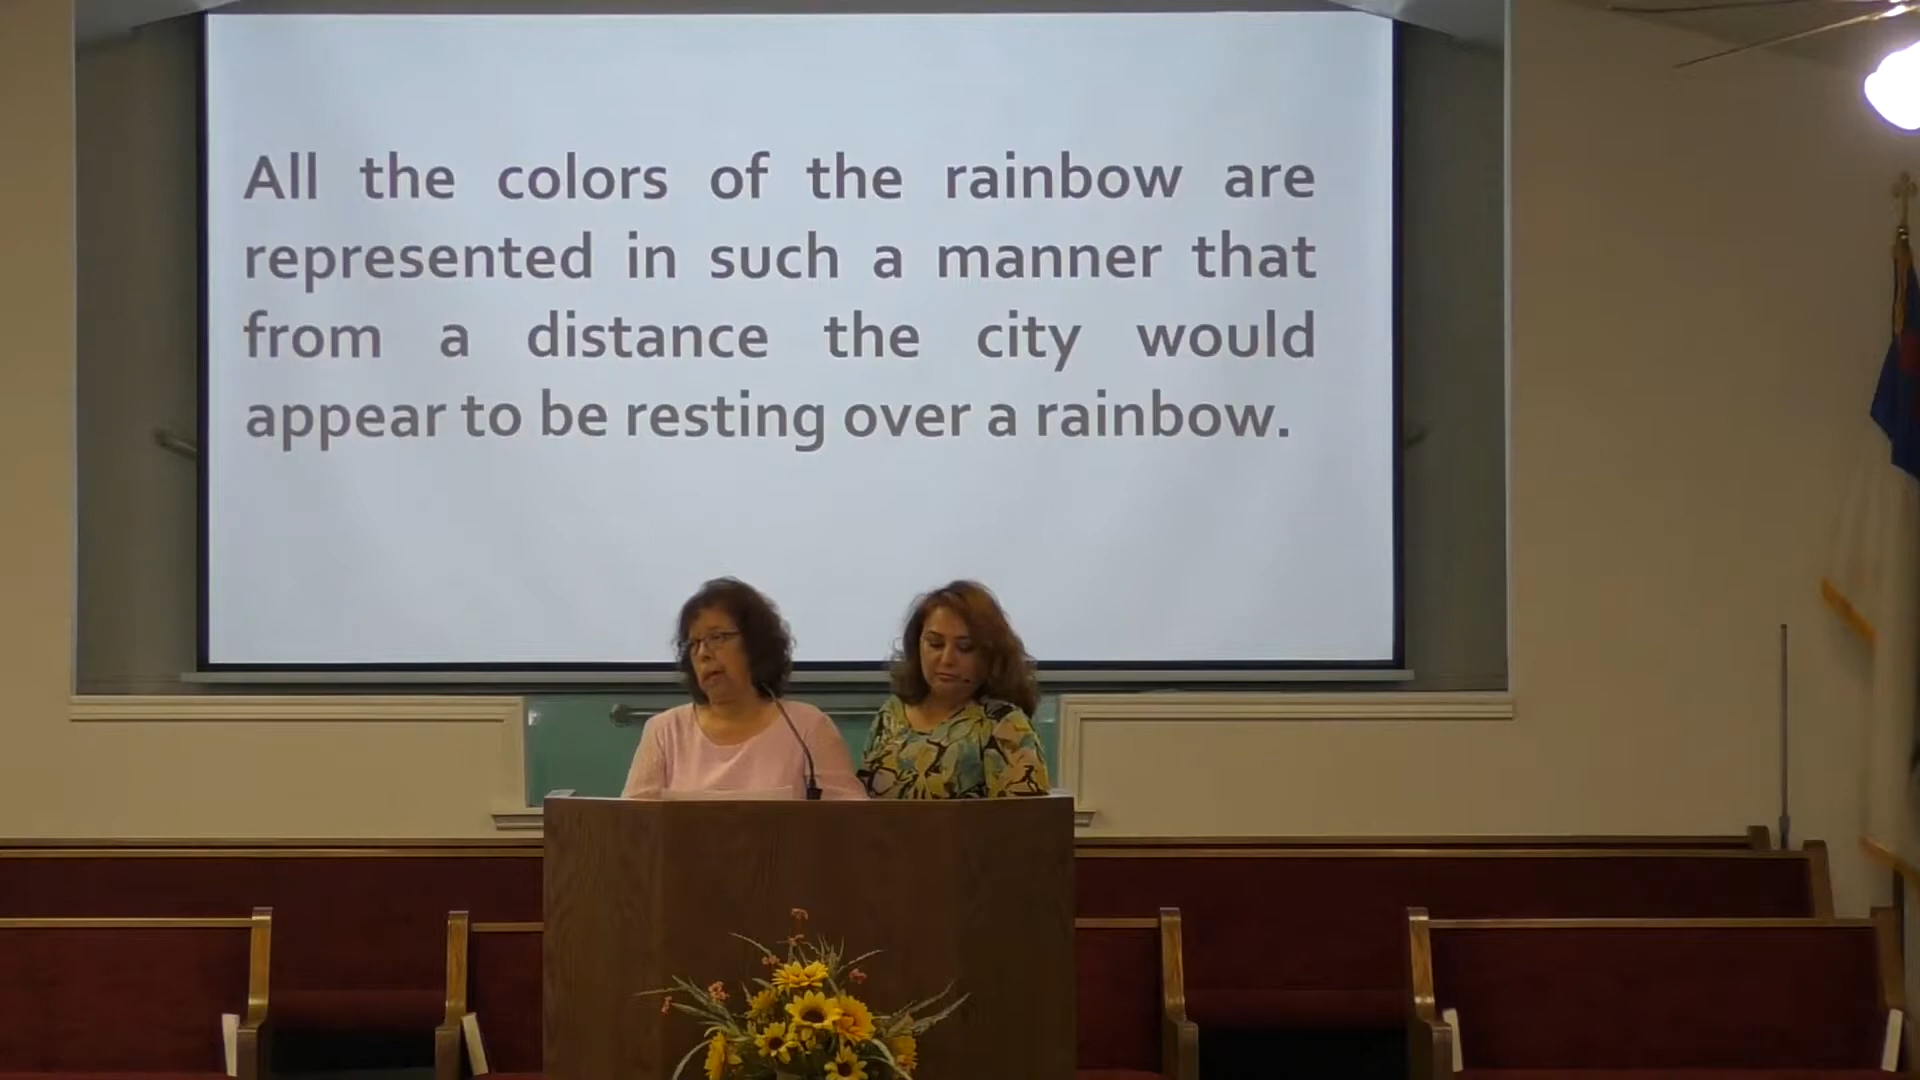 All the colors of the rainbow are
represented in such a manner that
from a distance the city would
appear to be resting over a rainbow.